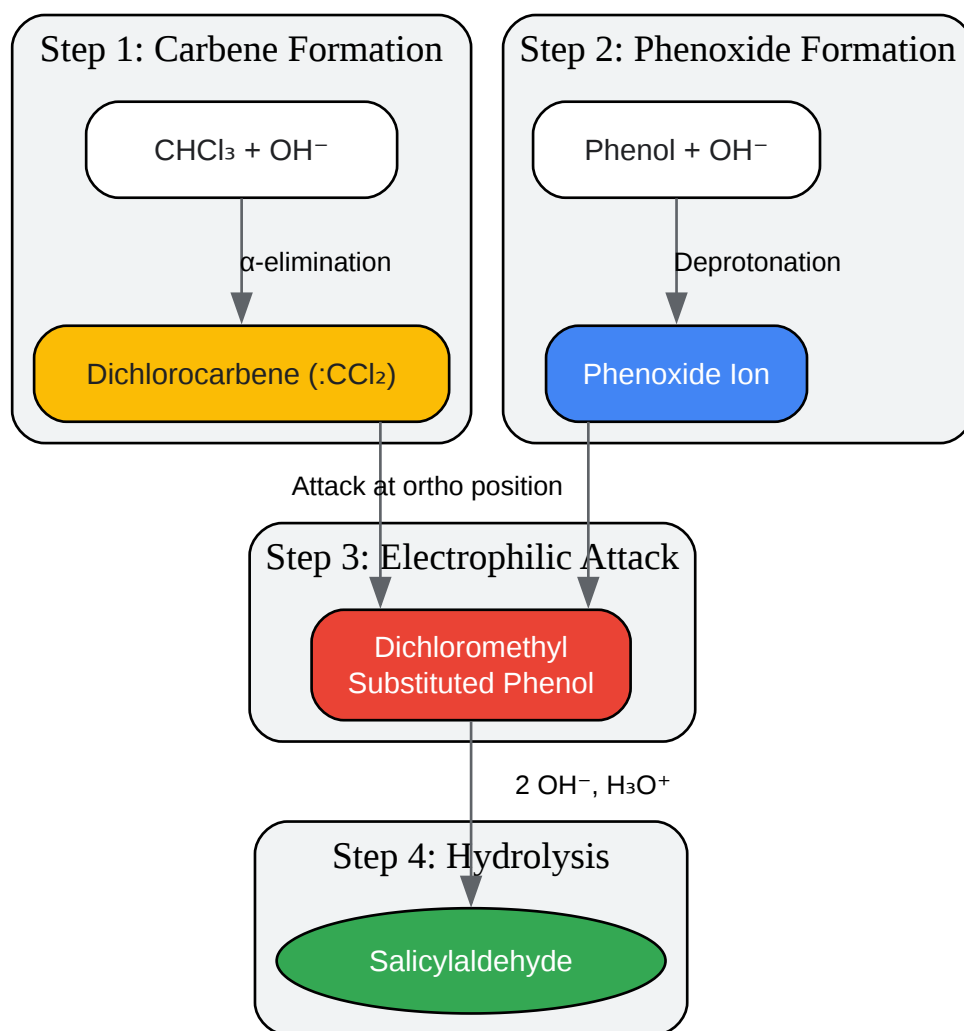 Step 1: Carbene Formation
CHCl₃ + OH⁻
α-elimination
Dichlorocarbene (:CCl₂)
Step 2: Phenoxide Formation
Phenol + OH⁻
Deprotonation
Phenoxide Ion
Attack at ortho position
Step 3: Electrophilic Attack
Dichloromethyl
Substituted Phenol
2 OH⁻, H₃O⁺
Step 4: Hydrolysis
Salicylaldehyde